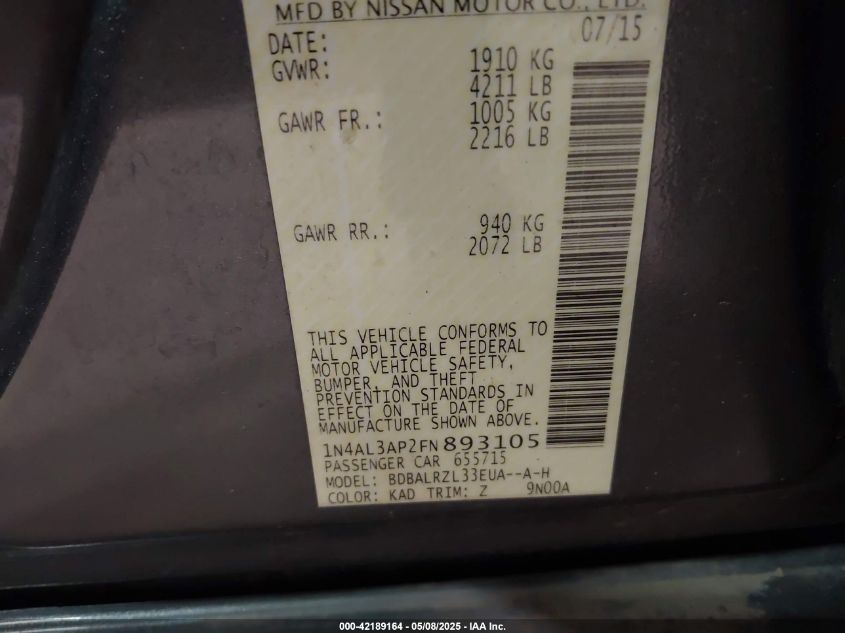 MFD BY NISSAN MOTOR CO., LTD.
DATE: 07/15
GVWR: 1910 KG
4211 LB
GAWR FR.: 1005 KG
2216 LB
GAWR RR.: 940 KG
2072 LB
THIS VEHICLE CONFORMS TO
ALL APPLICABLE FEDERAL
MOTOR VEHICLE SAFETY,
BUMPER, AND THEFT
PREVENTION STANDARDS IN
EFFECT ON THE DATE OF
MANUFACTURE SHOWN ABOVE.
1N4AL3AP2FN893105
PASSENGER CAR 655715
MODEL: BDBALRZL33EUA--A-H
COLOR: KAD TRIM: Z 9N00A
000-42189164 - 05/08/2025 - IAA Inc.